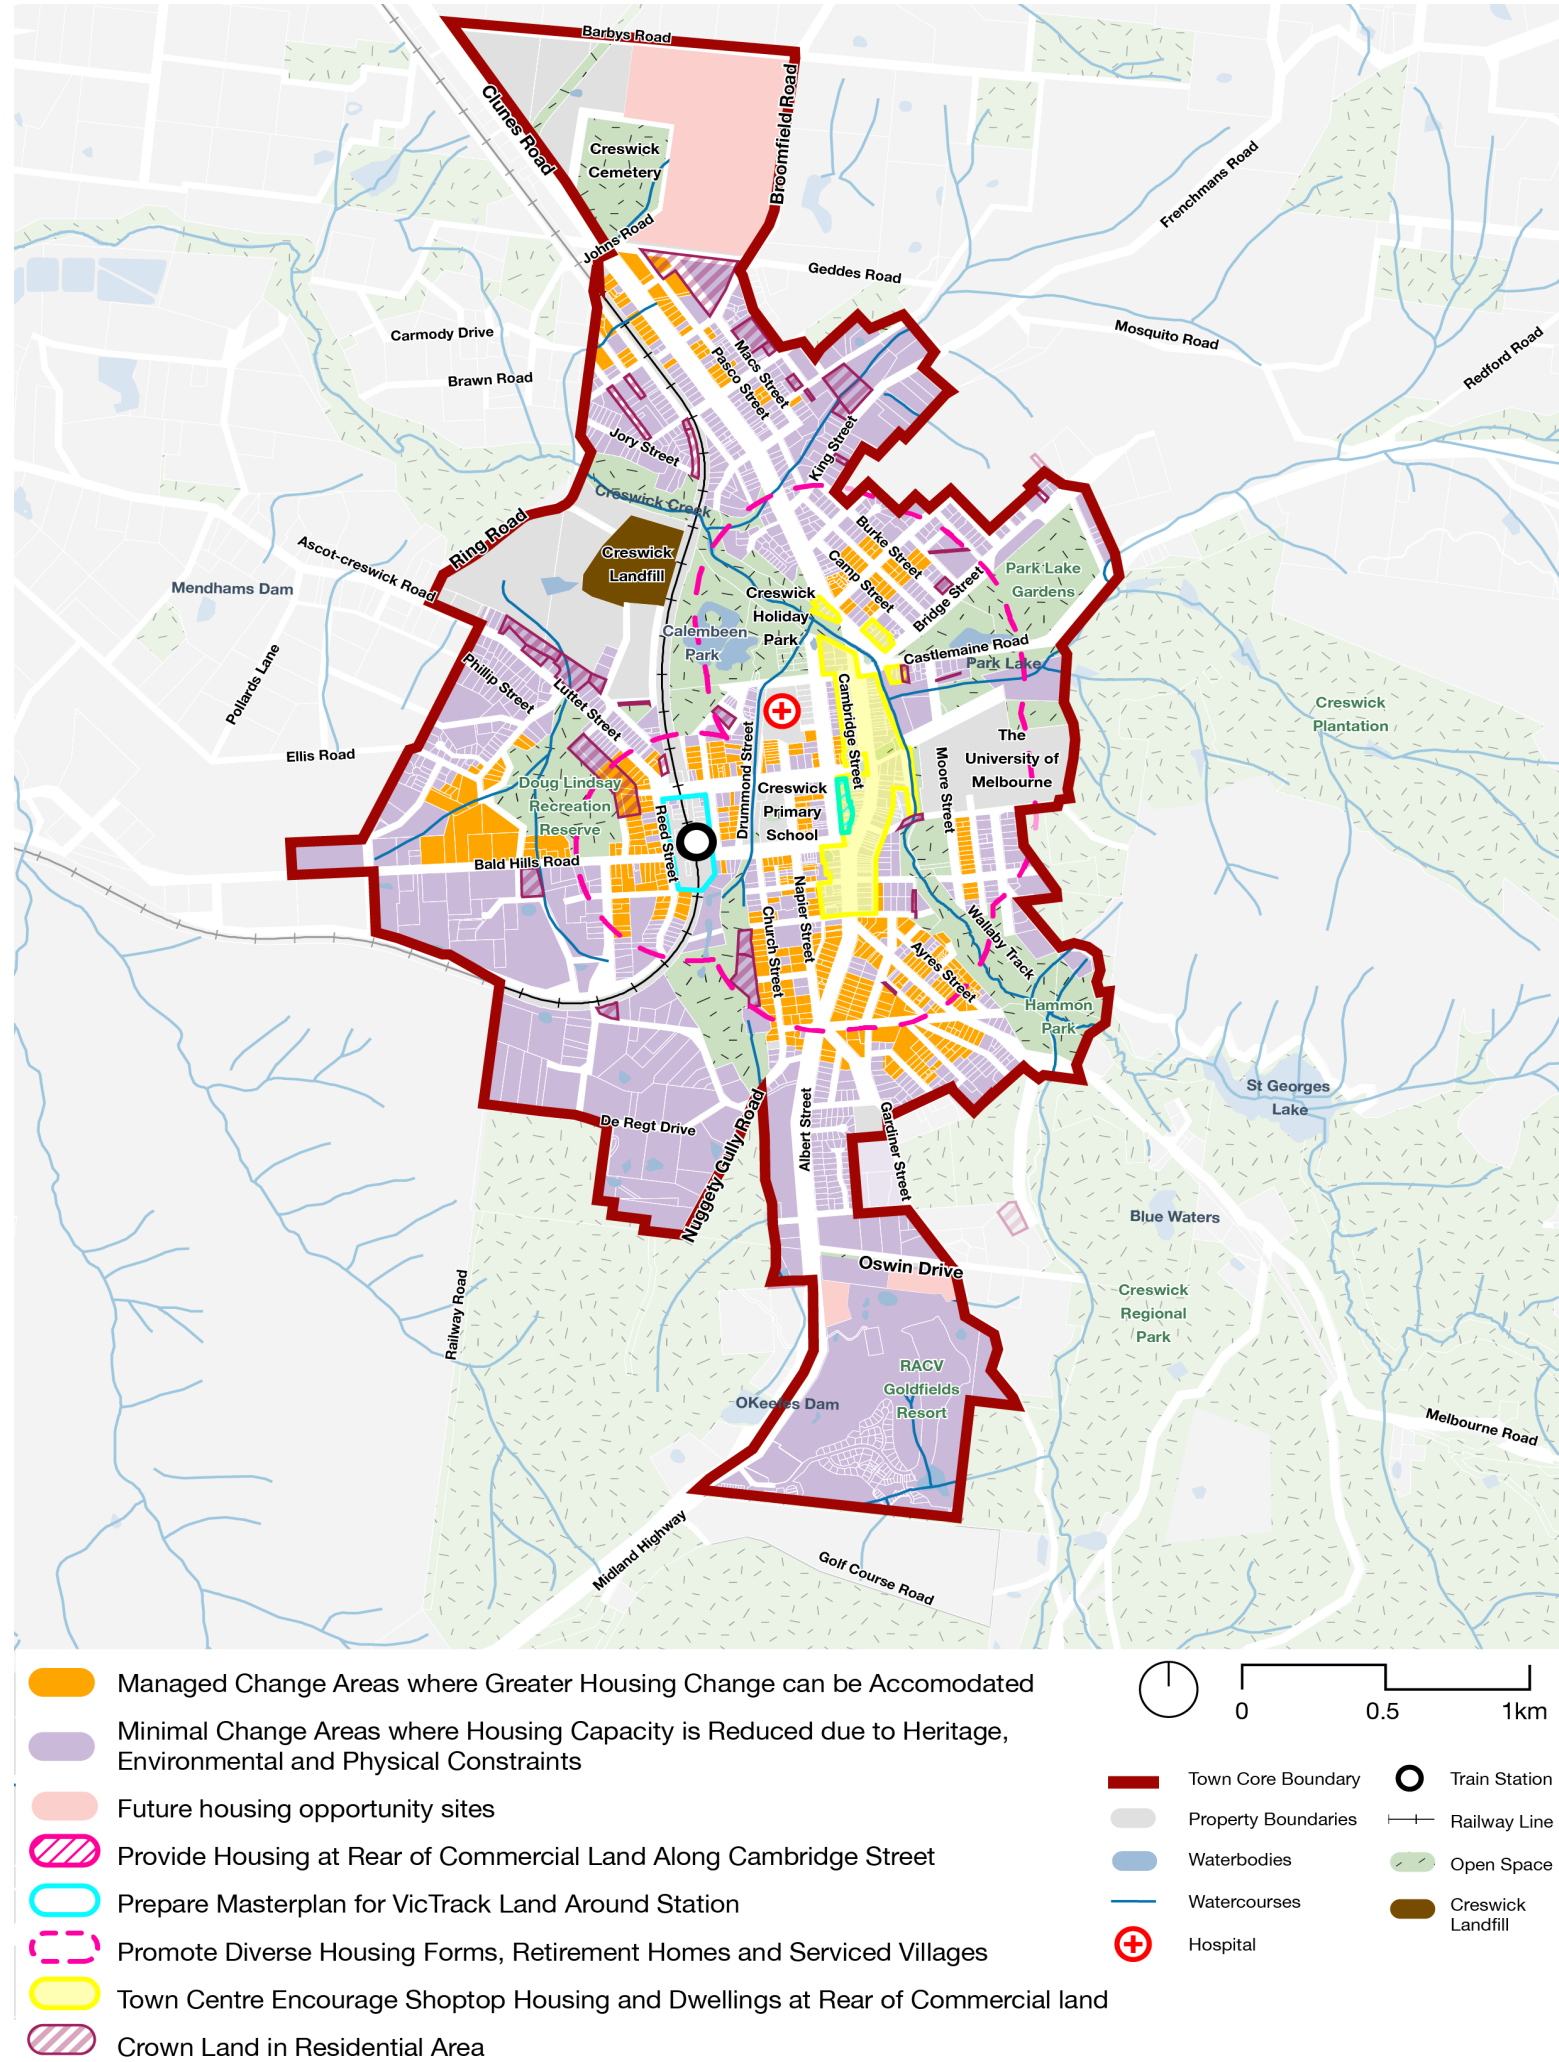 Barbys Road
Clunes Road
Broomfield Road
Creswick
Cemetery
Johns Road
Frenchmans Road
Geddes Road
Carmody Drive
Mosquito Road
Redford Road
Brawn Road
Macs Street
Pasco Street
Jory Street
King Street
Creswick Creek
Ring Road
Ascot-creswick Road
Creswick
Landfill
Burke Street
Camp Street
Bridge Street
Park Lake
Gardens
Mendhams Dam
Creswick
Holiday
Park
Calembeen
Park
Castlemaine Road
Park Lake
Pollards Lane
Phillip Street
Luttet Street
Cambridge Street
Creswick
Plantation
Ellis Road
Drummond Street
Moore Street
The
University of
Melbourne
Doug Lindsay
Recreation
Reserve
Reed Street
Creswick
Primary
School
Bald Hills Road
Napier Street
Church Street
Ayres Street
Wallaby Track
Hammon
Park
St Georges
Lake
De Regt Drive
Nuggety Gully Road
Albert Street
Gardiner Street
Blue Waters
Oswin Drive
Creswick
Regional
Park
Railway Road
RACV
Goldfields
Resort
OKeefes Dam
Melbourne Road
Midland Highway
Golf Course Road
Managed Change Areas where Greater Housing Change can be Accomodated
Minimal Change Areas where Housing Capacity is Reduced due to Heritage,
Environmental and Physical Constraints
Future housing opportunity sites
Provide Housing at Rear of Commercial Land Along Cambridge Street
Prepare Masterplan for VicTrack Land Around Station
Promote Diverse Housing Forms, Retirement Homes and Serviced Villages
Town Centre Encourage Shoptop Housing and Dwellings at Rear of Commercial land
Crown Land in Residential Area
0 0.5 1km
Town Core Boundary
Property Boundaries
Waterbodies
Watercourses
Hospital
Train Station
Railway Line
Open Space
Creswick
Landfill